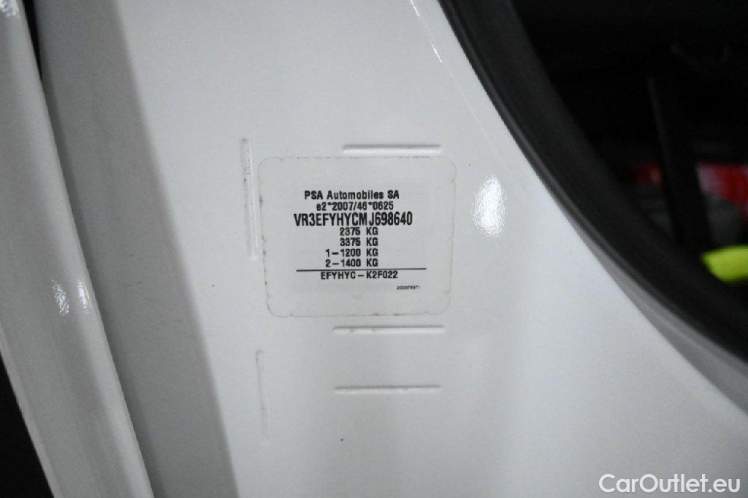 PSA Automobiles SA
e2*2007/46*0625
VR3EFYHYCMJ698640
2375 KG
3375 KG
1-1200 KG
2-1400 KG
EFYHYC-K2F022
CarOutlet.eu